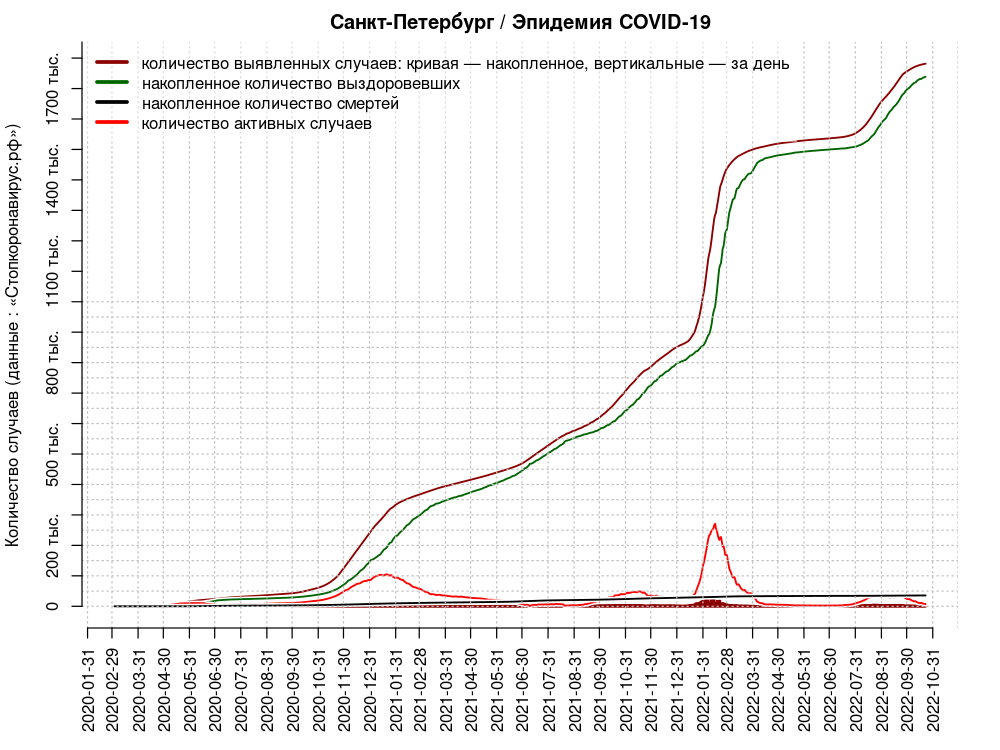 Санкт-Петербург / Эпидемия COVID-19
количество выявленных случаев: кривая — накопленное, вертикальные — за день
накопленное количество выздоровевших
накопленное количество смертей
количество активных случаев
Количество случаев (данные : «Стопкоронавирус.рф»)
1700 тыс.
1400 тыс.
1100 тыс.
800 тыс.
500 тыс.
200 тыс.
0
2020-01-31
2020-02-29
2020-03-31
2020-04-30
2020-05-31
2020-06-30
2020-07-31
2020-08-31
2020-09-30
2020-10-31
2020-11-30
2020-12-31
2021-01-31
2021-02-28
2021-03-31
2021-04-30
2021-05-31
2021-06-30
2021-07-31
2021-08-31
2021-09-30
2021-10-31
2021-11-30
2021-12-31
2022-01-31
2022-02-28
2022-03-31
2022-04-30
2022-05-31
2022-06-30
2022-07-31
2022-08-31
2022-09-30
2022-10-31